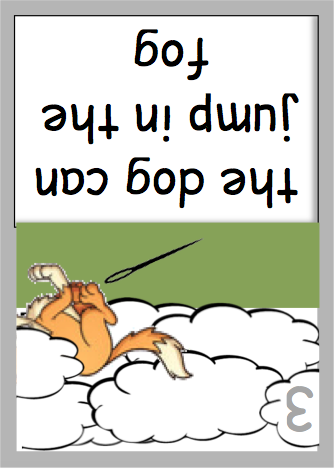 3
the dog can
jump in the
fog